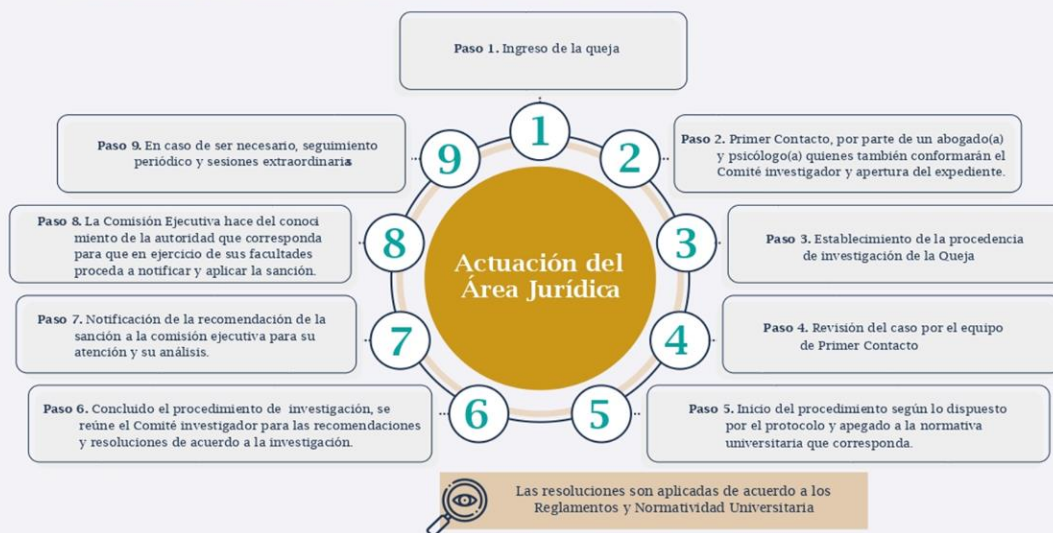 Paso 1. Ingreso de la queja
1
Paso 2. Primer Contacto, por parte de un abogado(a)
y psicólogo(a) quienes también conformarán el
Comité investigador y apertura del expediente.
2
Paso 3. Establecimiento de la procedencia
de investigación de la Queja
3
Paso 4. Revisión del caso por el equipo
de Primer Contacto
4
Paso 5. Inicio del procedimiento según lo dispuesto
por el protocolo y apegado a la normativa
universitaria que corresponda.
5
Paso 6. Concluido el procedimiento de investigación, se
reúne el Comité investigador para las recomendaciones
y resoluciones de acuerdo a la investigación.
6
Paso 7. Notificación de la recomendación de la
sanción a la comisión ejecutiva para su
atención y su análisis.
7
Paso 8. La Comisión Ejecutiva hace del conoci
miento de la autoridad que corresponda
para que en ejercicio de sus facultades
proceda a notificar y aplicar la sanción.
8
Paso 9. En caso de ser necesario, seguimiento
periódico y sesiones extraordinarias
9
Actuación del
Área Jurídica
Las resoluciones son aplicadas de acuerdo a los
Reglamentos y Normatividad Universitaria